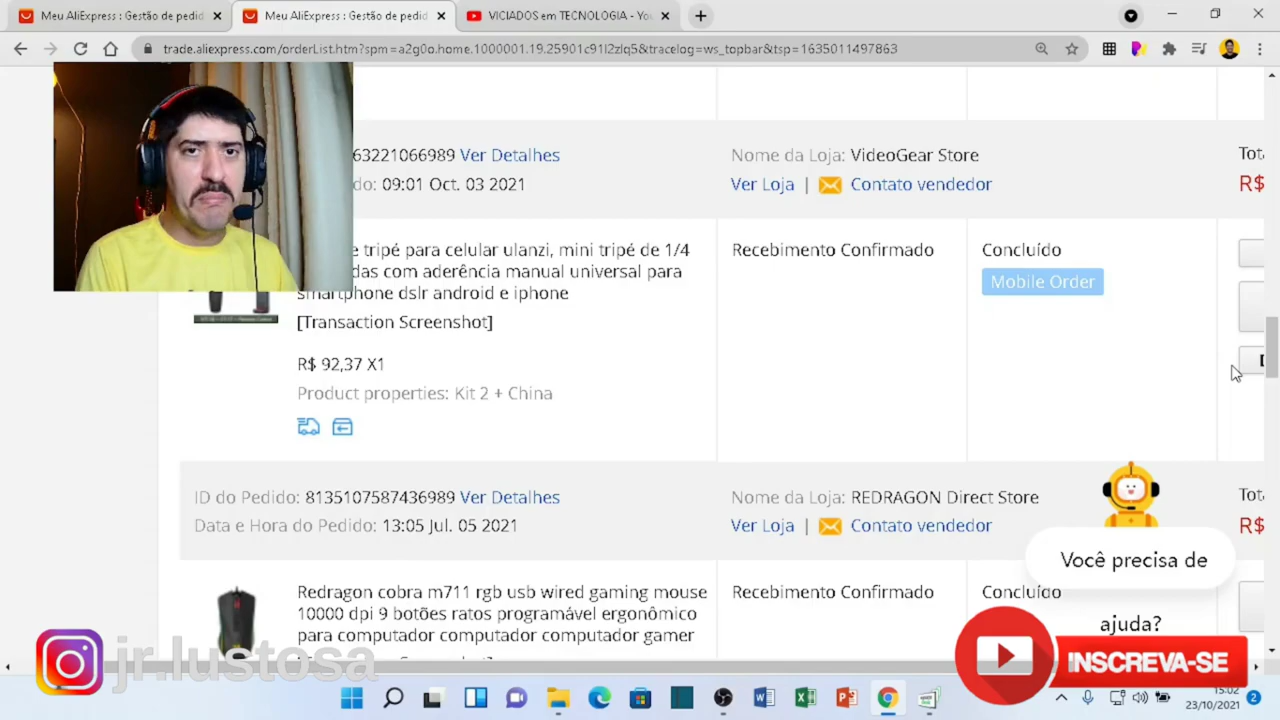 Meu AliExpress : Gestão de pedid
Meu AliExpress : Gestão de pedid
VICIADOS em TECNOLOGIA - You
trade.aliexpress.com/orderList.htm?spm=a2g0o.home.1000001.19.25901c91I2zlq5&tracelog=ws_topbar&tsp=1635011497863
63221066989 Ver Detalhes
Nome da Loja: VideoGear Store
09:01 Oct. 03 2021
Ver Loja | Contato vendedor
R$
tripé para celular ulanzi, mini tripé de 1/4
com aderência manual universal para
smartphone dslr android e iphone
[Transaction Screenshot]
R$ 92,37 X1
Product properties: Kit 2 + China
Recebimento Confirmado
Concluído
Mobile Order
ID do Pedido: 8135107587436989 Ver Detalhes
Nome da Loja: REDRAGON Direct Store
Data e Hora do Pedido: 13:05 Jul. 05 2021
Ver Loja | Contato vendedor
R$
Redragon cobra m711 rgb usb wired gaming mouse
10000 dpi 9 botões ratos programável ergonômico
para computador computador computador gamer
Recebimento Confirmado
Concluído
Você precisa de
ajuda?
jr.lustosa
INSCREVA-SE
15:02
23/10/2021
2